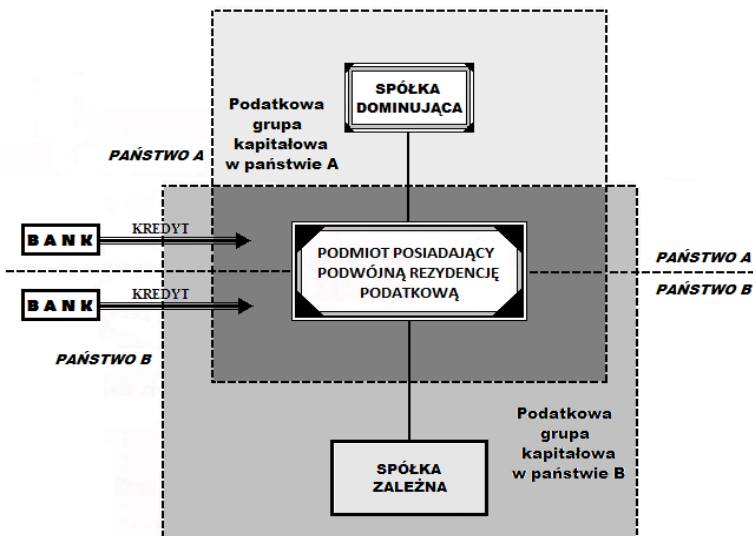 SPÓŁKA
DOMINUJĄCA
Podatkowa
grupa
kapitałowa
w państwie A
PAŃSTWO A
BANK
KREDYT
PODMIOT POSIADAJĄCY
PODWÓJNĄ REZYDENCJĘ
PODATKOWĄ
PAŃSTWO A
PAŃSTWO B
BANK
KREDYT
PAŃSTWO B
Podatkowa
grupa
kapitałowa
w państwie B
SPÓŁKA
ZALEŻNA